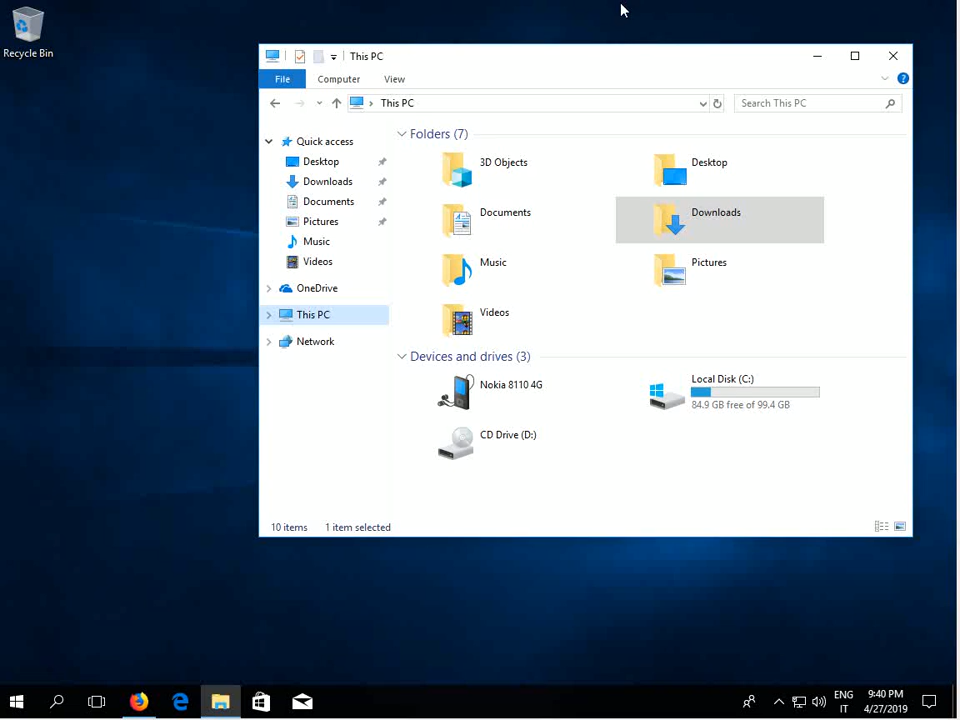 Recycle Bin
This PC
File Computer View
This PC
Search This PC
Quick access
Desktop
Downloads
Documents
Pictures
Music
Videos
OneDrive
This PC
Network
Folders (7)
3D Objects
Desktop
Documents
Downloads
Music
Pictures
Videos
Devices and drives (3)
Nokia 8110 4G
Local Disk (C:)
84.9 GB free of 99.4 GB
CD Drive (D:)
10 items 1 item selected
ENG
IT
9:40 PM
4/27/2019